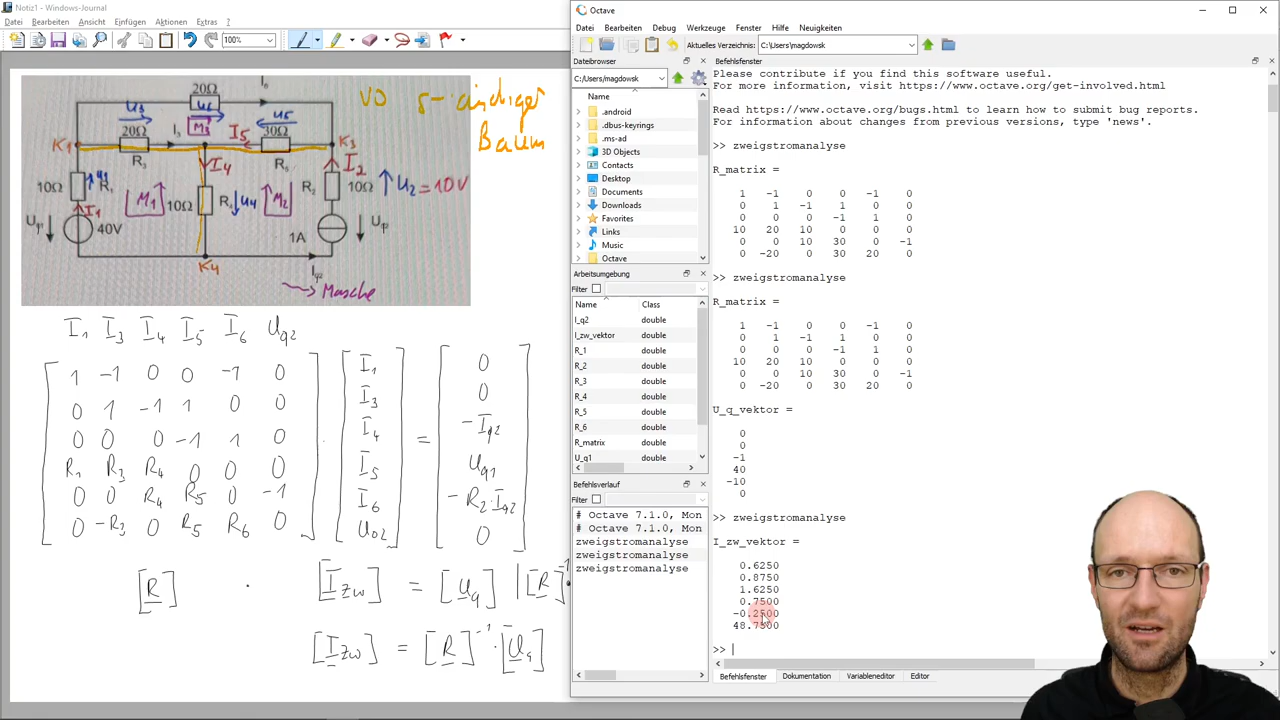 Notiz1 - Windows-Journal
Datei Bearbeiten Ansicht Einfügen Aktionen Extras ?
100%
20Ω
I6
U3 U6 U5
M3
VO 5-äudiger
Baum
K1 20Ω I3 I5 30Ω K3
R3 I4 R5 I2
10Ω U1 R1 M1 10Ω R4 U4 M2 R2 10Ω U2=10V
I1
Uq1 40V 1A Uq2
K4 Iq2
→ Masche
I1 I3 I4 I5 I6 Uq2
1 -1 0 0 -1 0 I1 0
0 1 -1 1 0 0 I3 0
0 0 0 -1 1 0 I4 = -Iq2
R1 R3 R4 0 0 0 I5 Uq1
0 0 R4 R5 0 -1 I6 -R2·Iq2
0 -R3 0 R5 R6 0 Uq2 0
[R] · [Izw] = [Uq] |[R]⁻¹·
[Izw] = [R]⁻¹·[Uq]
Octave
Datei Bearbeiten Debug Werkzeuge Fenster Hilfe Neuigkeiten
Aktuelles Verzeichnis: C:\Users\magdowsk
Dateibrowser
C:/Users/magdowsk
Name
.android
.dbus-keyrings
.ms-ad
3D Objects
Contacts
Desktop
Documents
Downloads
Favorites
Links
Music
Octave
Arbeitsumgebung
Filter
Name Class
I_q2 double
I_zw_vektor double
R_1 double
R_2 double
R_3 double
R_4 double
R_5 double
R_6 double
R_matrix double
U_q1 double
Befehlsverlauf
Filter
# Octave 7.1.0, Mon
# Octave 7.1.0, Mon
zweigstromanalyse
zweigstromanalyse
zweigstromanalyse
Befehlsfenster
Please contribute if you find this software useful.
For more information, visit https://www.octave.org/get-involved.html
Read https://www.octave.org/bugs.html to learn how to submit bug reports.
For information about changes from previous versions, type 'news'.
>> zweigstromanalyse
R_matrix =
1 -1 0 0 -1 0
0 1 -1 1 0 0
0 0 0 -1 1 0
10 20 10 0 0 0
0 0 10 30 0 -1
0 -20 0 30 20 0
>> zweigstromanalyse
R_matrix =
1 -1 0 0 -1 0
0 1 -1 1 0 0
0 0 0 -1 1 0
10 20 10 0 0 0
0 0 10 30 0 -1
0 -20 0 30 20 0
U_q_vektor =
0
0
-1
40
-10
0
>> zweigstromanalyse
I_zw_vektor =
0.6250
0.8750
1.6250
0.7500
-0.2500
48.7500
>>
Befehlsfenster Dokumentation Variableneditor Editor